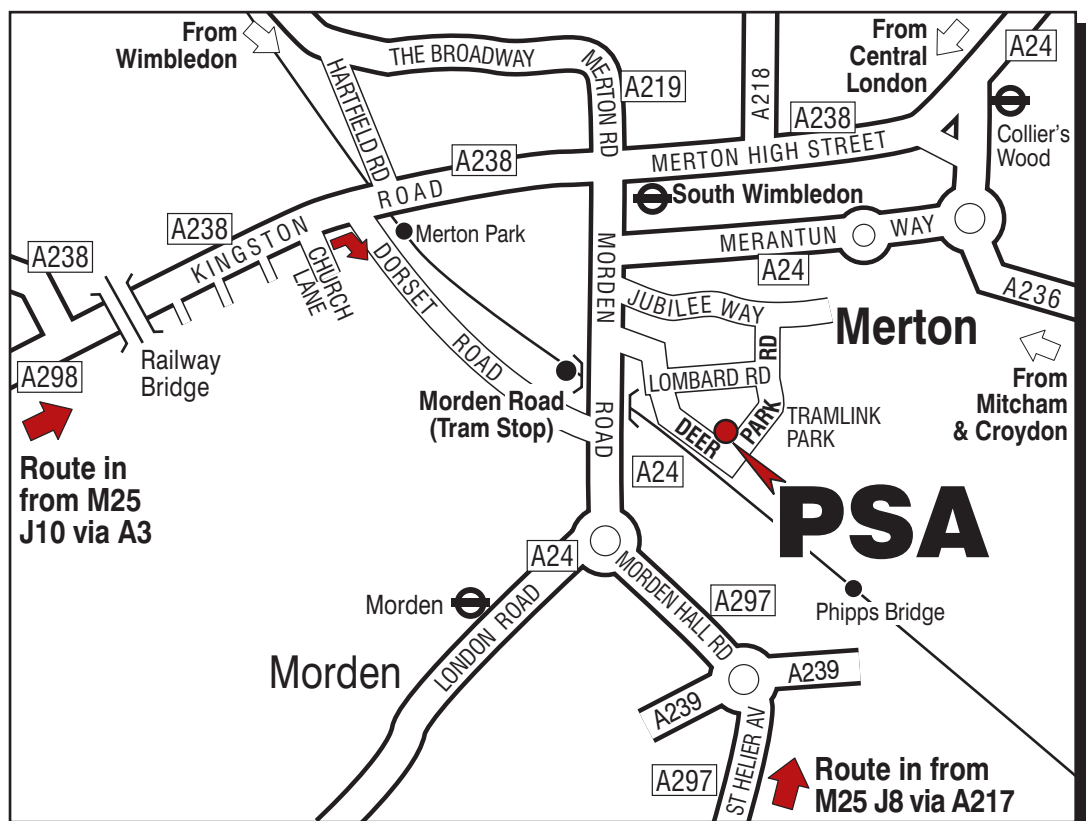 From
Wimbledon
THE BROADWAY
HARTFIELD RD
MERTON RD
A219
A218
From
Central
London
A24
Collier's
Wood
A238
MERTON HIGH STREET
A238
KINGSTON ROAD
A238
South Wimbledon
Merton Park
A238
MERANTUN WAY
A24
A236
CHURCH
LANE
DORSET ROAD
MORDEN ROAD
JUBILEE WAY
Merton
Railway
Bridge
A298
LOMBARD RD
DEER PARK RD
TRAMLINK
PARK
From
Mitcham
& Croydon
Morden Road
(Tram Stop)
Route in
from M25
J10 via A3
A24
PSA
A24
MORDEN HALL RD
A297
Phipps Bridge
Morden
LONDON ROAD
Morden
A239
A239
ST HELIER AV
A297
Route in from
M25 J8 via A217